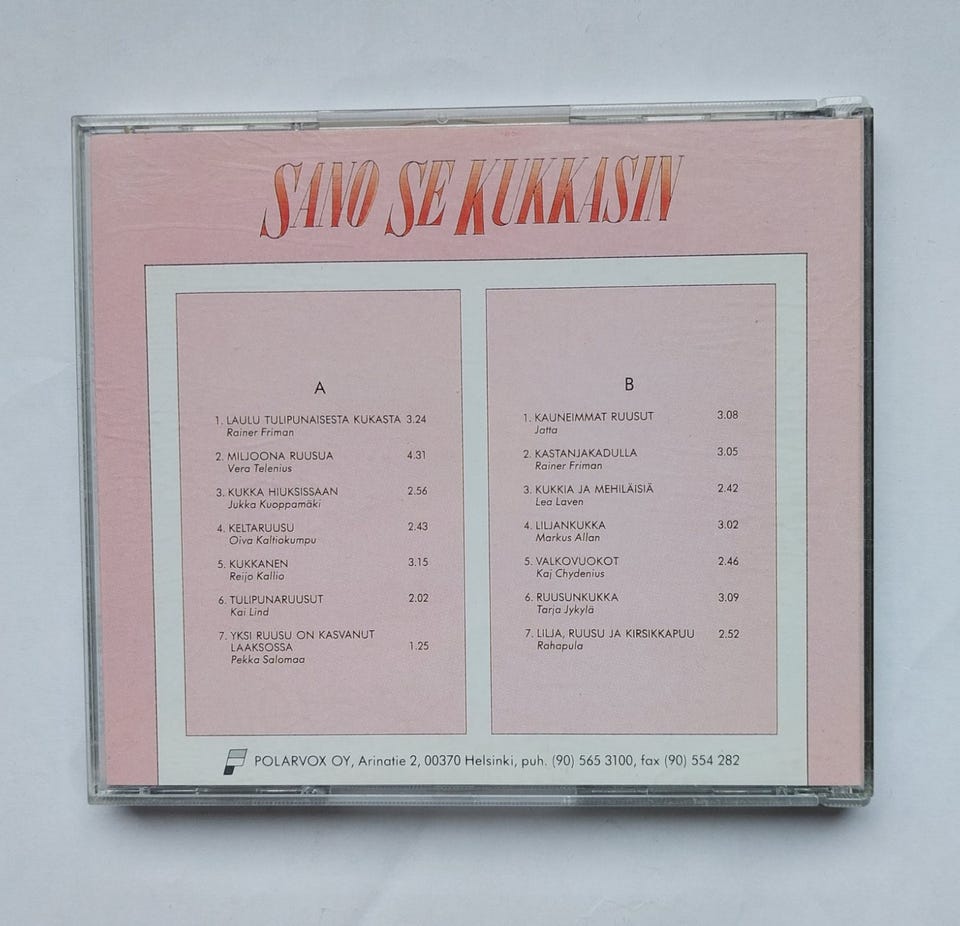 SANO SE KUKKASIN
A
1. LAULU TULIPUNAISESTA KUKASTA 3.24
Rainer Friman
2. MILJOONA RUUSUA 4.31
Vera Telenius
3. KUKKA HIUKSISSAAN 2.56
Jukka Kuoppamäki
4. KELTARUUSU 2.43
Oiva Kaltiokumpu
5. KUKKANEN 3.15
Reijo Kallio
6. TULIPUNARUUSUT 2.02
Kai Lind
7. YKSI RUUSU ON KASVANUT
LAAKSOSSA 1.25
Pekka Salomaa
B
1. KAUNEIMMAT RUUSUT 3.08
Jatta
2. KASTANJAKADULLA 3.05
Rainer Friman
3. KUKKIA JA MEHILÄISIÄ 2.42
Lea Laven
4. LILJANKUKKA 3.02
Markus Allan
5. VALKOVUOKOT 2.46
Kaj Chydenius
6. RUUSUNKUKKA 3.09
Tarja Jykylä
7. LILJA, RUUSU JA KIRSIKKAPUU 2.52
Rahapula
POLARVOX OY, Arinatie 2, 00370 Helsinki, puh. (90) 565 3100, fax (90) 554 282